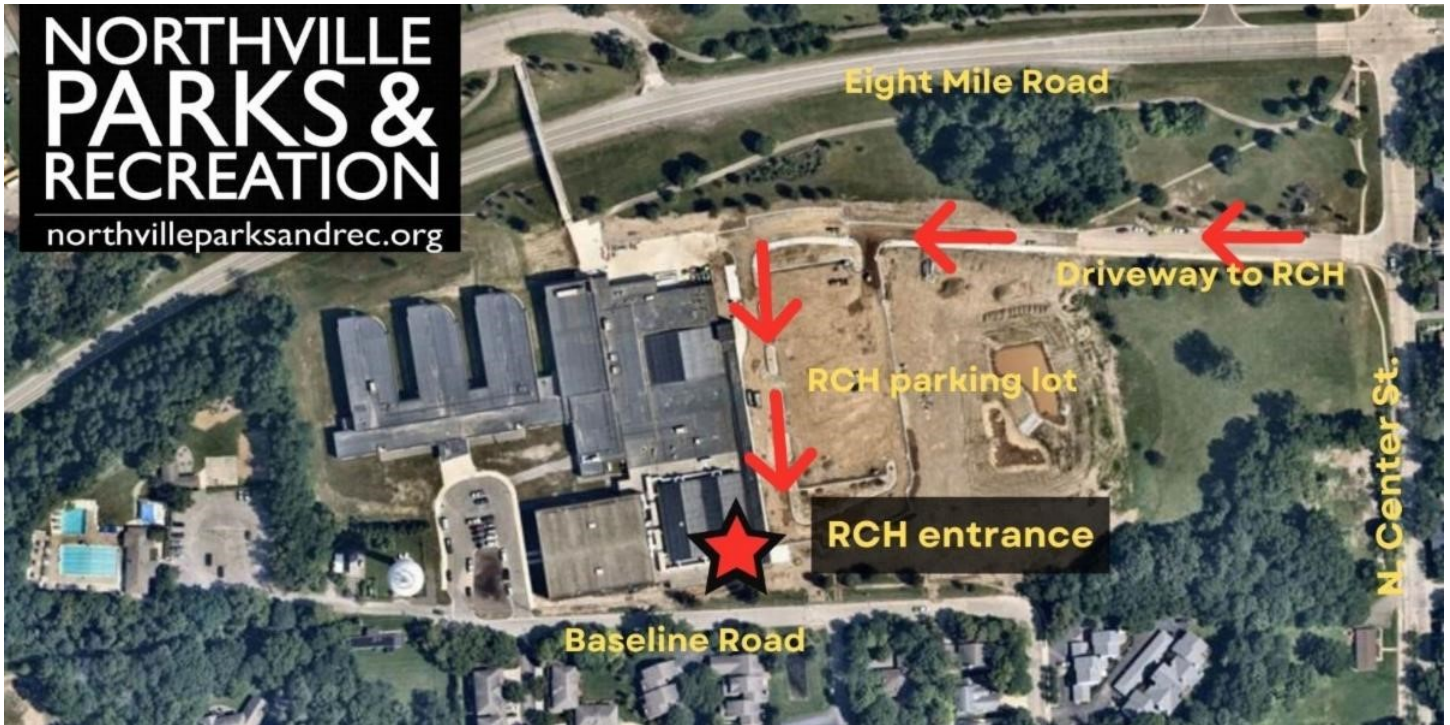 NORTHVILLE
PARKS &
RECREATION
northvilleparksandrec.org
Eight Mile Road
Driveway to RCH
RCH parking lot
N. Center St.
RCH entrance
Baseline Road